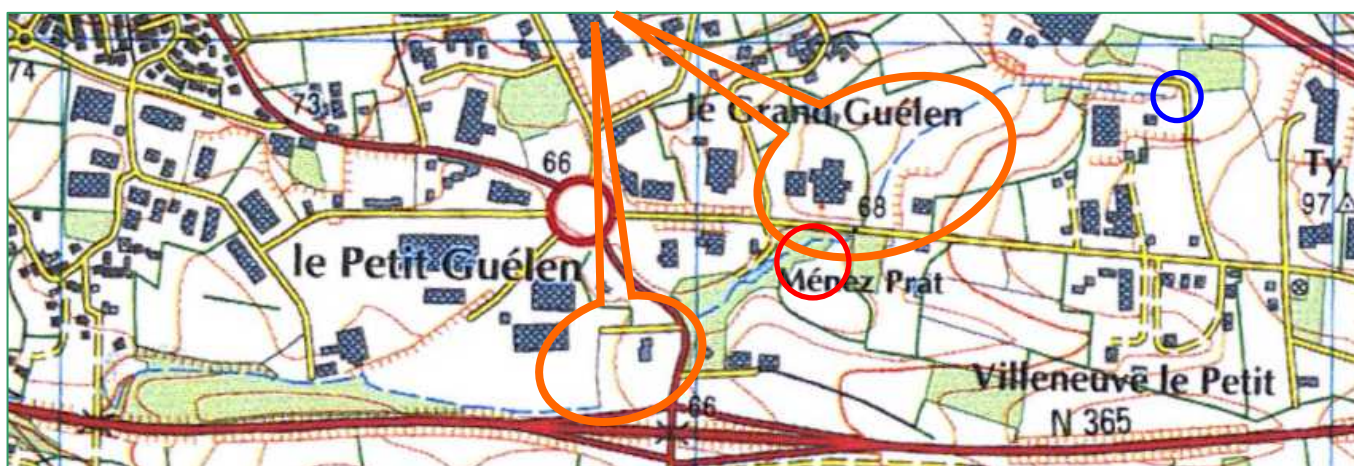 74
73
le Grand Guélen
66
68
Ty
97
le Petit Guélen
Ménez Prat
Villeneuve le Petit
66
N 365